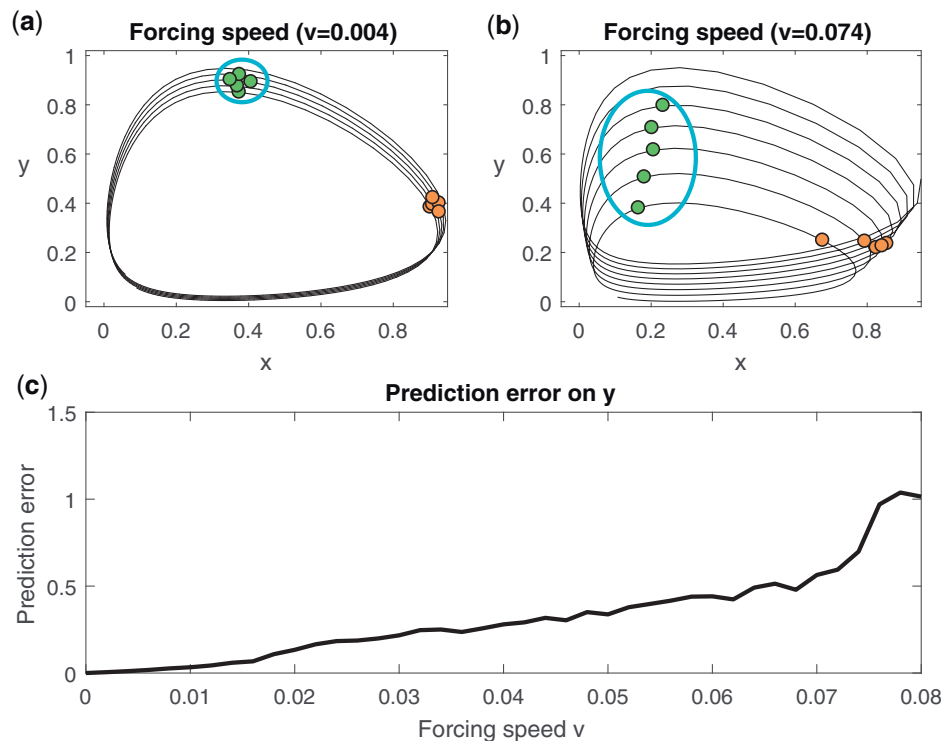 (a)
Forcing speed (v=0.004)
1
0.8
0.6
y
0.4
0.2
0
0 0.2 0.4 0.6 0.8
x
(b)
Forcing speed (v=0.074)
1
0.8
0.6
y
0.4
0.2
0
0 0.2 0.4 0.6 0.8
x
(c)
Prediction error on y
1.5
1
0.5
0
Prediction error
0 0.01 0.02 0.03 0.04 0.05 0.06 0.07 0.08
Forcing speed v